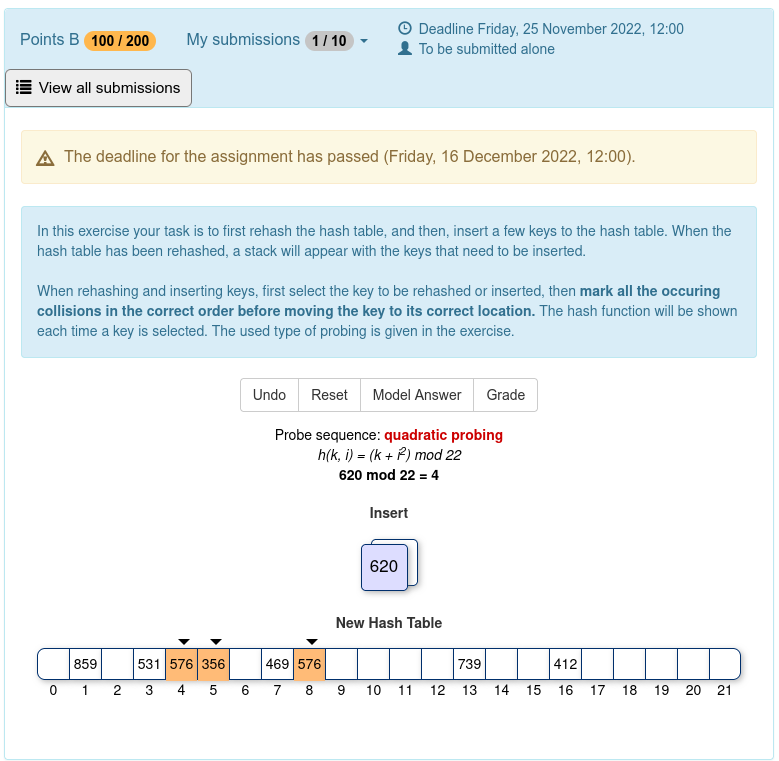 Points B 100 / 200 My submissions 1 / 10
Deadline Friday, 25 November 2022, 12:00
To be submitted alone
View all submissions
The deadline for the assignment has passed (Friday, 16 December 2022, 12:00).
In this exercise your task is to first rehash the hash table, and then, insert a few keys to the hash table. When the
hash table has been rehashed, a stack will appear with the keys that need to be inserted.
When rehashing and inserting keys, first select the key to be rehashed or inserted, then mark all the occuring
collisions in the correct order before moving the key to its correct location. The hash function will be shown
each time a key is selected. The used type of probing is given in the exercise.
Undo Reset Model Answer Grade
Probe sequence: quadratic probing
h(k, i) = (k + i²) mod 22
620 mod 22 = 4
Insert
620
New Hash Table
859 531 576 356 469 576 739 412
0 1 2 3 4 5 6 7 8 9 10 11 12 13 14 15 16 17 18 19 20 21